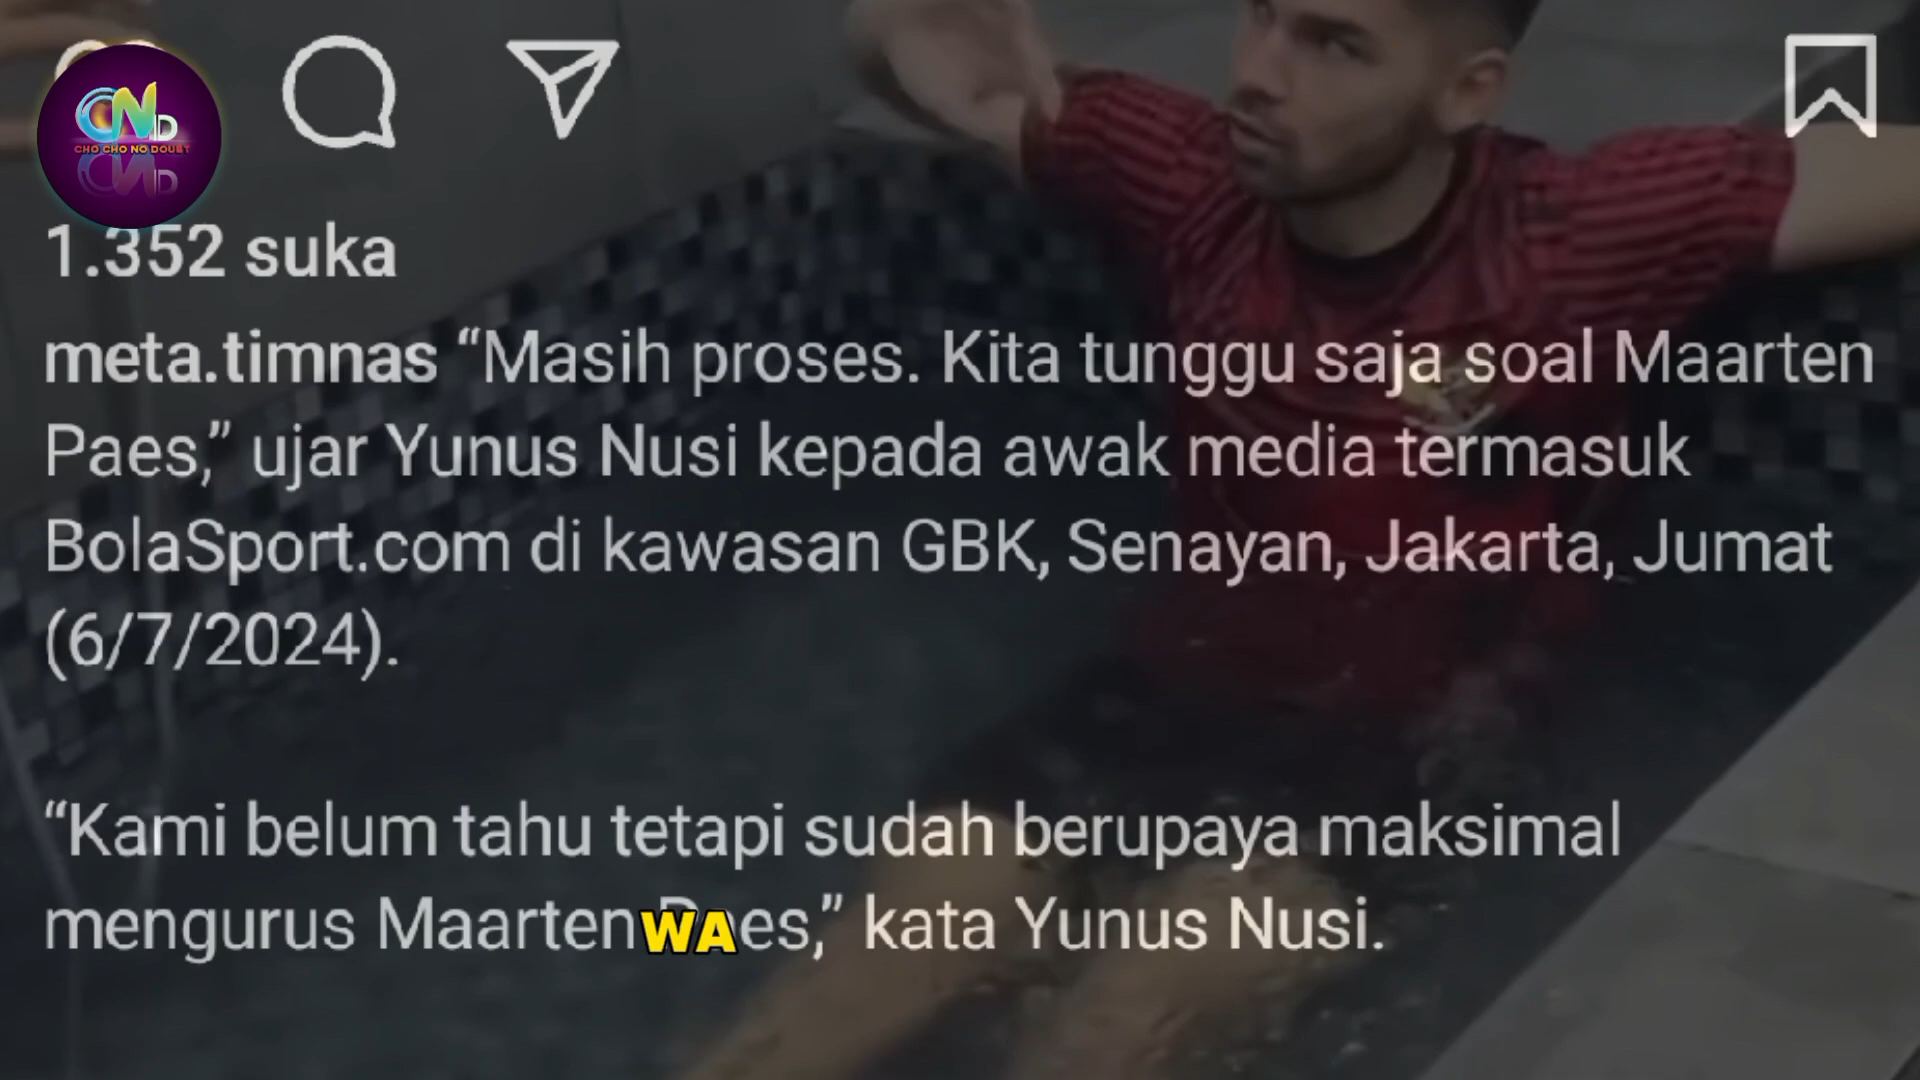 CND
CHO CHO NO DOUBT
1.352 suka
meta.timnas “Masih proses. Kita tunggu saja soal Maarten
Paes,” ujar Yunus Nusi kepada awak media termasuk
BolaSport.com di kawasan GBK, Senayan, Jakarta, Jumat
(6/7/2024).
“Kami belum tahu tetapi sudah berupaya maksimal
mengurus Maarten Paes,” kata Yunus Nusi.
WA